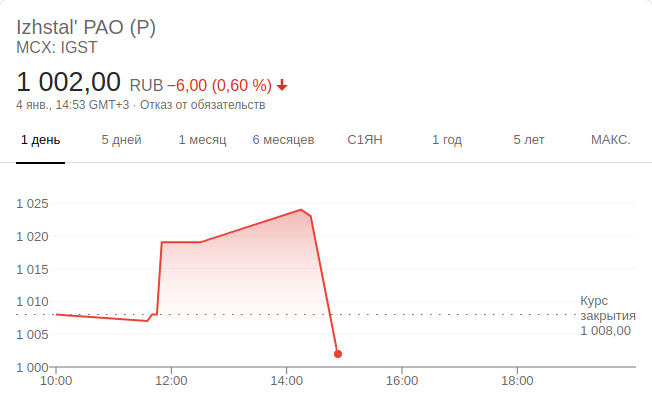 Izhstal' PAO (P)
MCX: IGST
1 002,00 RUB −6,00 (0,60 %)
4 янв., 14:53 GMT+3 · Отказ от обязательств
1 день 5 дней 1 месяц 6 месяцев С1ЯН 1 год 5 лет МАКС.
1 025
1 020
1 015
1 010
1 005
1 000
Курс
закрытия
1 008,00
10:00 12:00 14:00 16:00 18:00